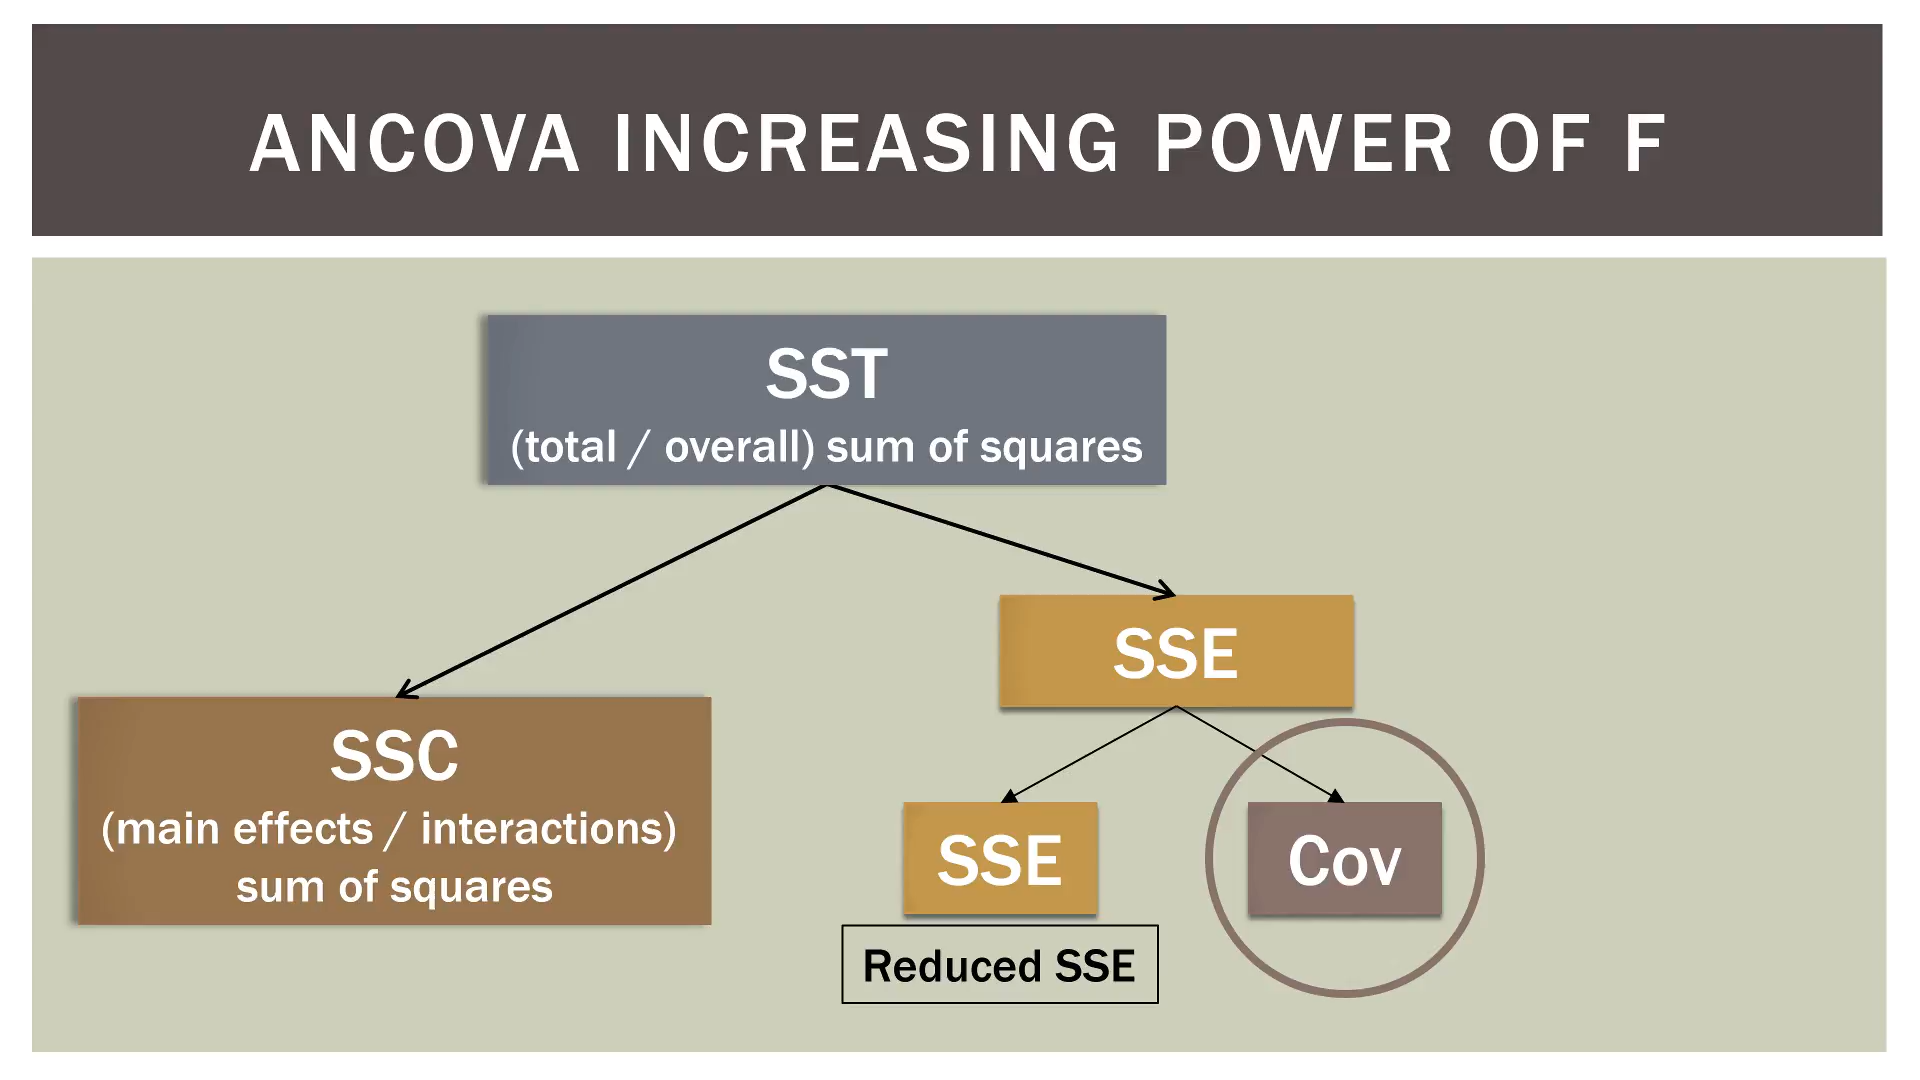 ANCOVA INCREASING POWER OF F
SST
(total / overall) sum of squares
SSE
SSC
(main effects / interactions)
sum of squares
SSE
Cov
Reduced SSE